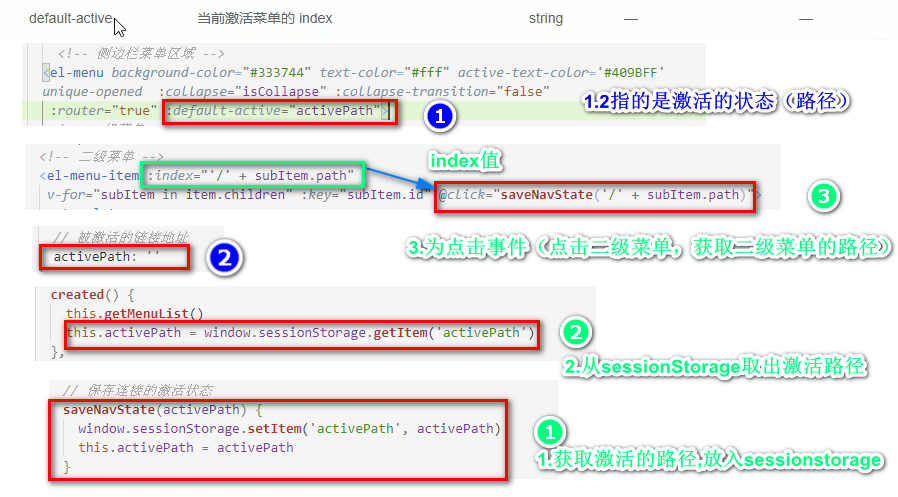 default-active 当前激活菜单的 index string — —
<!-- 侧边栏菜单区域 -->
<el-menu background-color="#333744" text-color="#fff" active-text-color='#409BFF'
unique-opened :collapse="isCollapse" :collapse-transition="false"
:router="true" :default-active="activePath">
1
1.2指的是激活的状态（路径）
<!-- 二级菜单 -->
<el-menu-item :index="'/' + subItem.path"
index值
v-for="subItem in item.children" :key="subItem.id" @click="saveNavState('/' + subItem.path)">
3
3.为点击事件（点击二级菜单，获取二级菜单的路径）
// 被激活的链接地址
activePath: ''
2
created() {
this.getMenuList()
this.activePath = window.sessionStorage.getItem('activePath')
},
2
2.从sessionStorage取出激活路径
// 保存连接的激活状态
saveNavState(activePath) {
window.sessionStorage.setItem('activePath', activePath)
this.activePath = activePath
}
1
1.获取激活的路径,放入sessionstorage